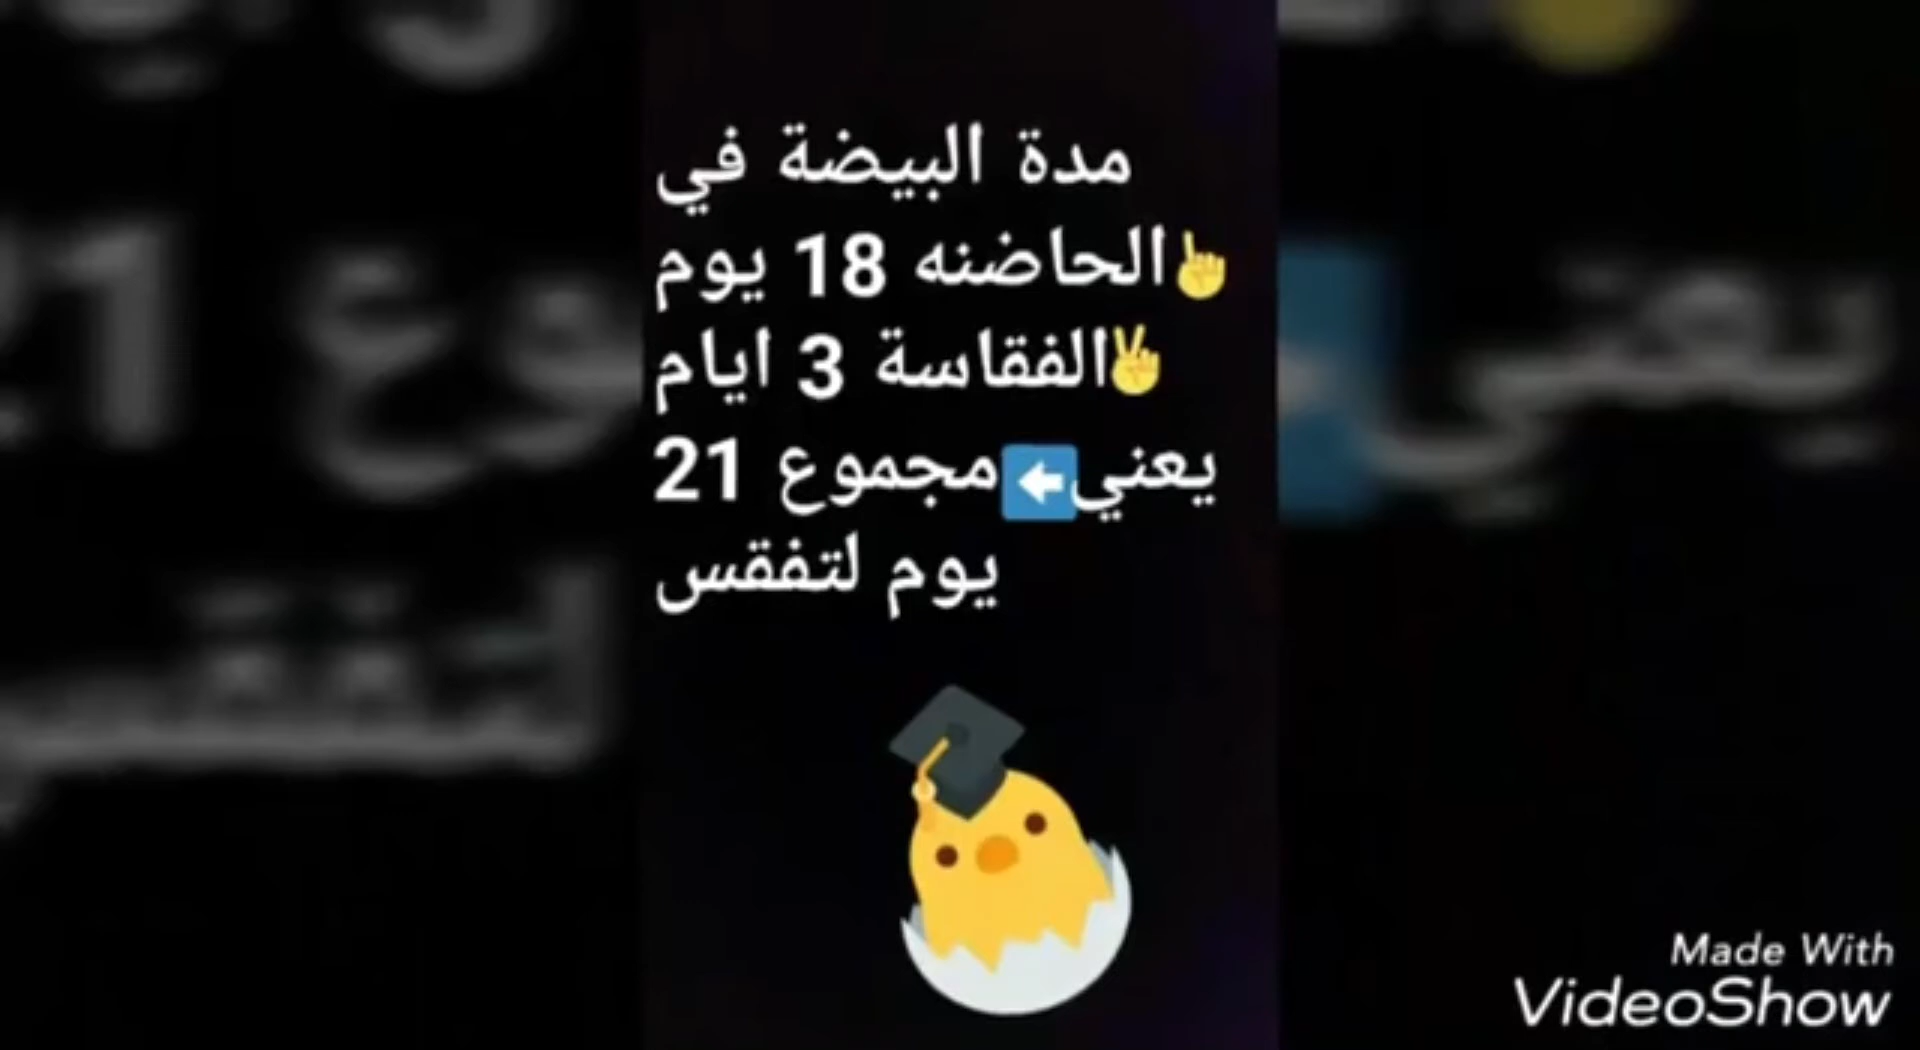 مدة البيضة في
☝️الحاضنه 18 يوم
✌️الفقاسة 3 ايام
يعني⬅️مجموع 21
يوم لتفقس
Made With
VideoShow